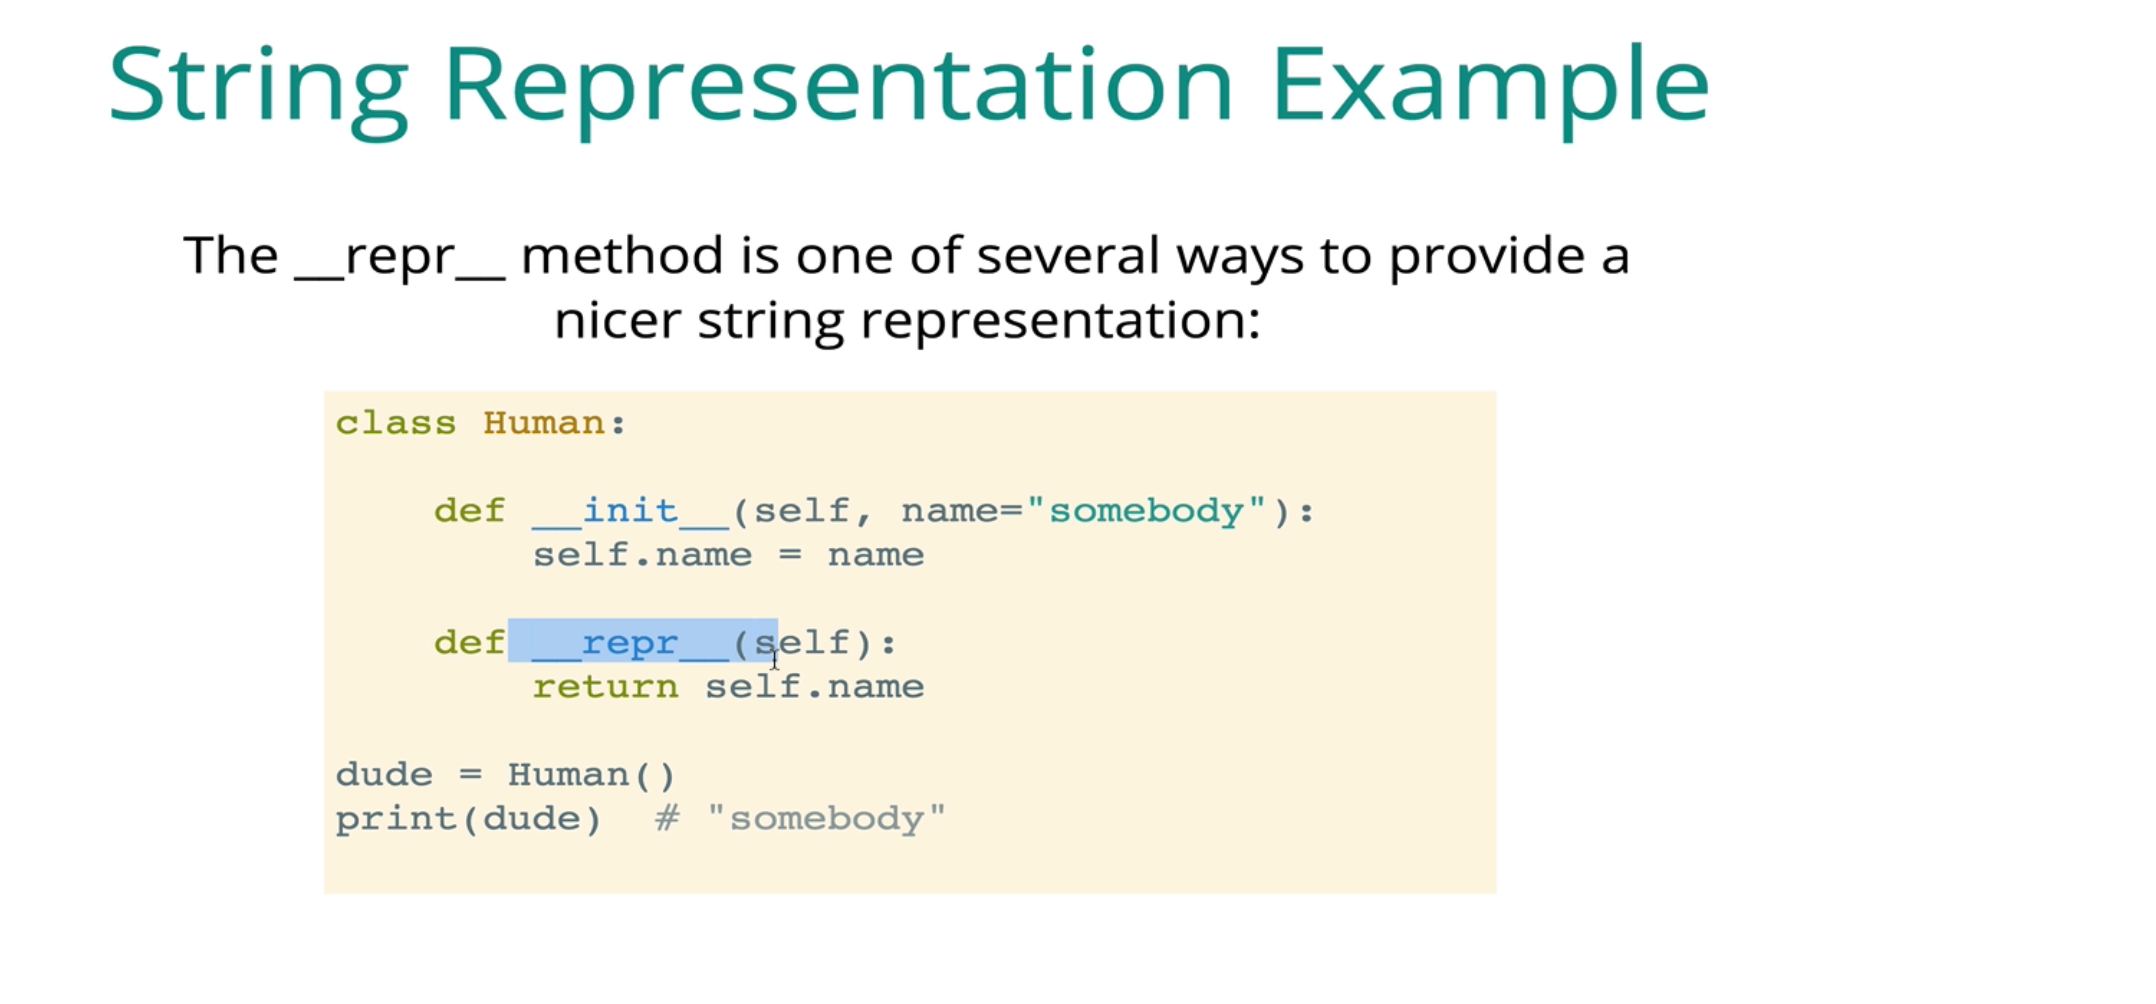 String Representation Example
The __repr__ method is one of several ways to provide a
nicer string representation:
class Human:
    def __init__(self, name="somebody"):
        self.name = name
    def __repr__(self):
        return self.name
dude = Human()
print(dude)  # "somebody"